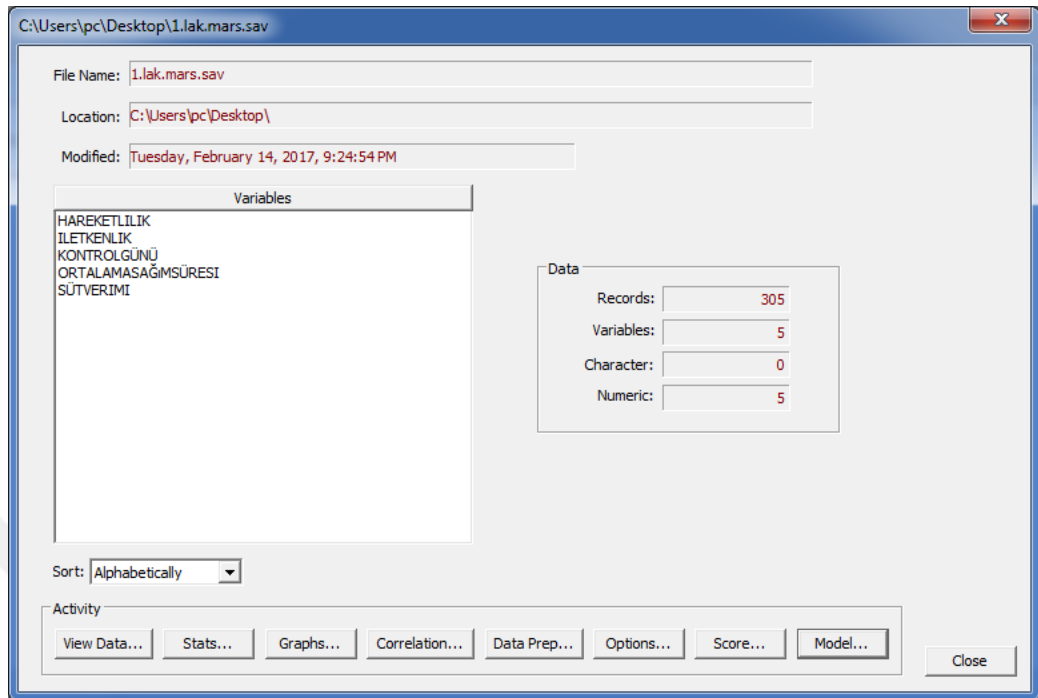 C:\Users\pc\Desktop\1.lak.mars.sav
File Name: 1.lak.mars.sav
Location: C:\Users\pc\Desktop\
Modified: Tuesday, February 14, 2017, 9:24:54 PM
Variables
HAREKETLILIK
ILETKENLIK
KONTROLGÜNÜ
ORTALAMASAĞıMSÜRESI
SÜTVERIMI
Data
Records: 305
Variables: 5
Character: 0
Numeric: 5
Sort: Alphabetically
Activity
View Data... Stats... Graphs... Correlation... Data Prep... Options... Score... Model...
Close